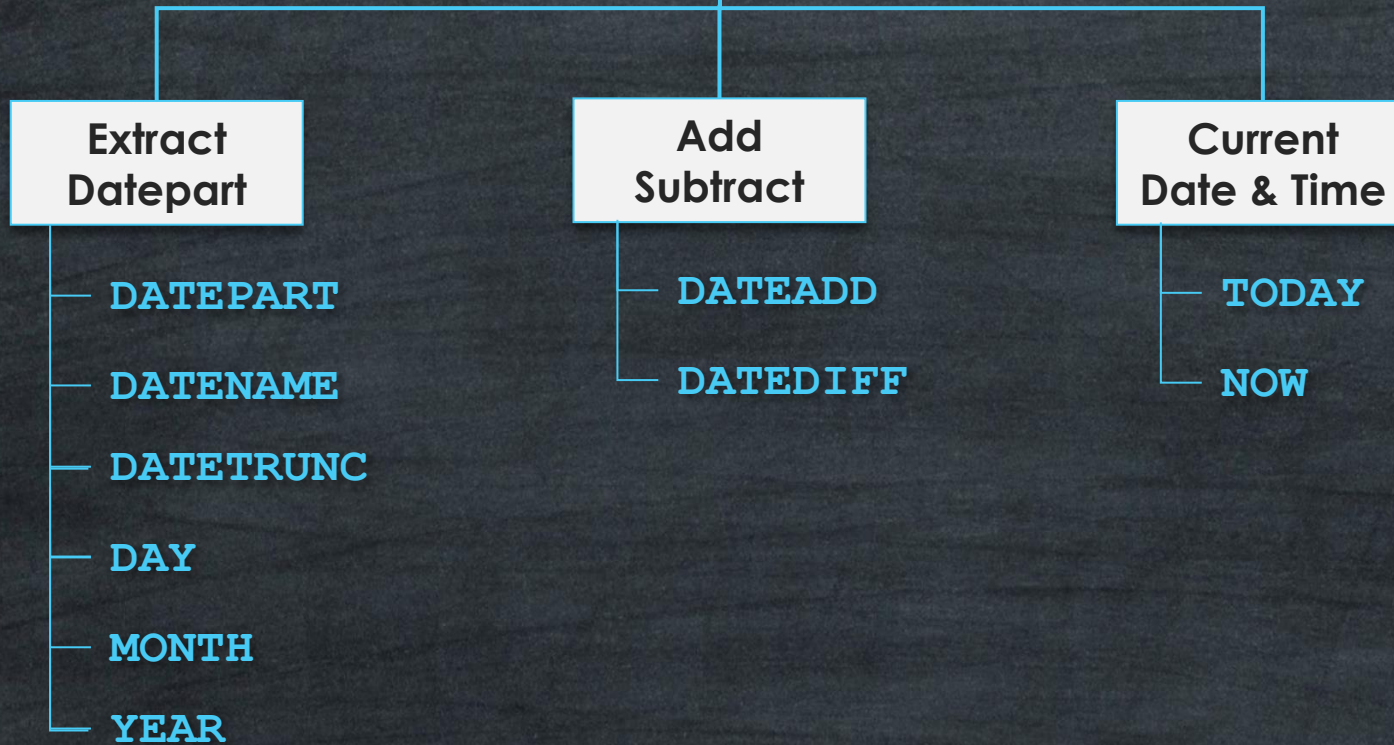 Extract
Datepart
DATEPART
DATENAME
DATETRUNC
DAY
MONTH
YEAR
Add
Subtract
DATEADD
DATEDIFF
Current
Date & Time
TODAY
NOW